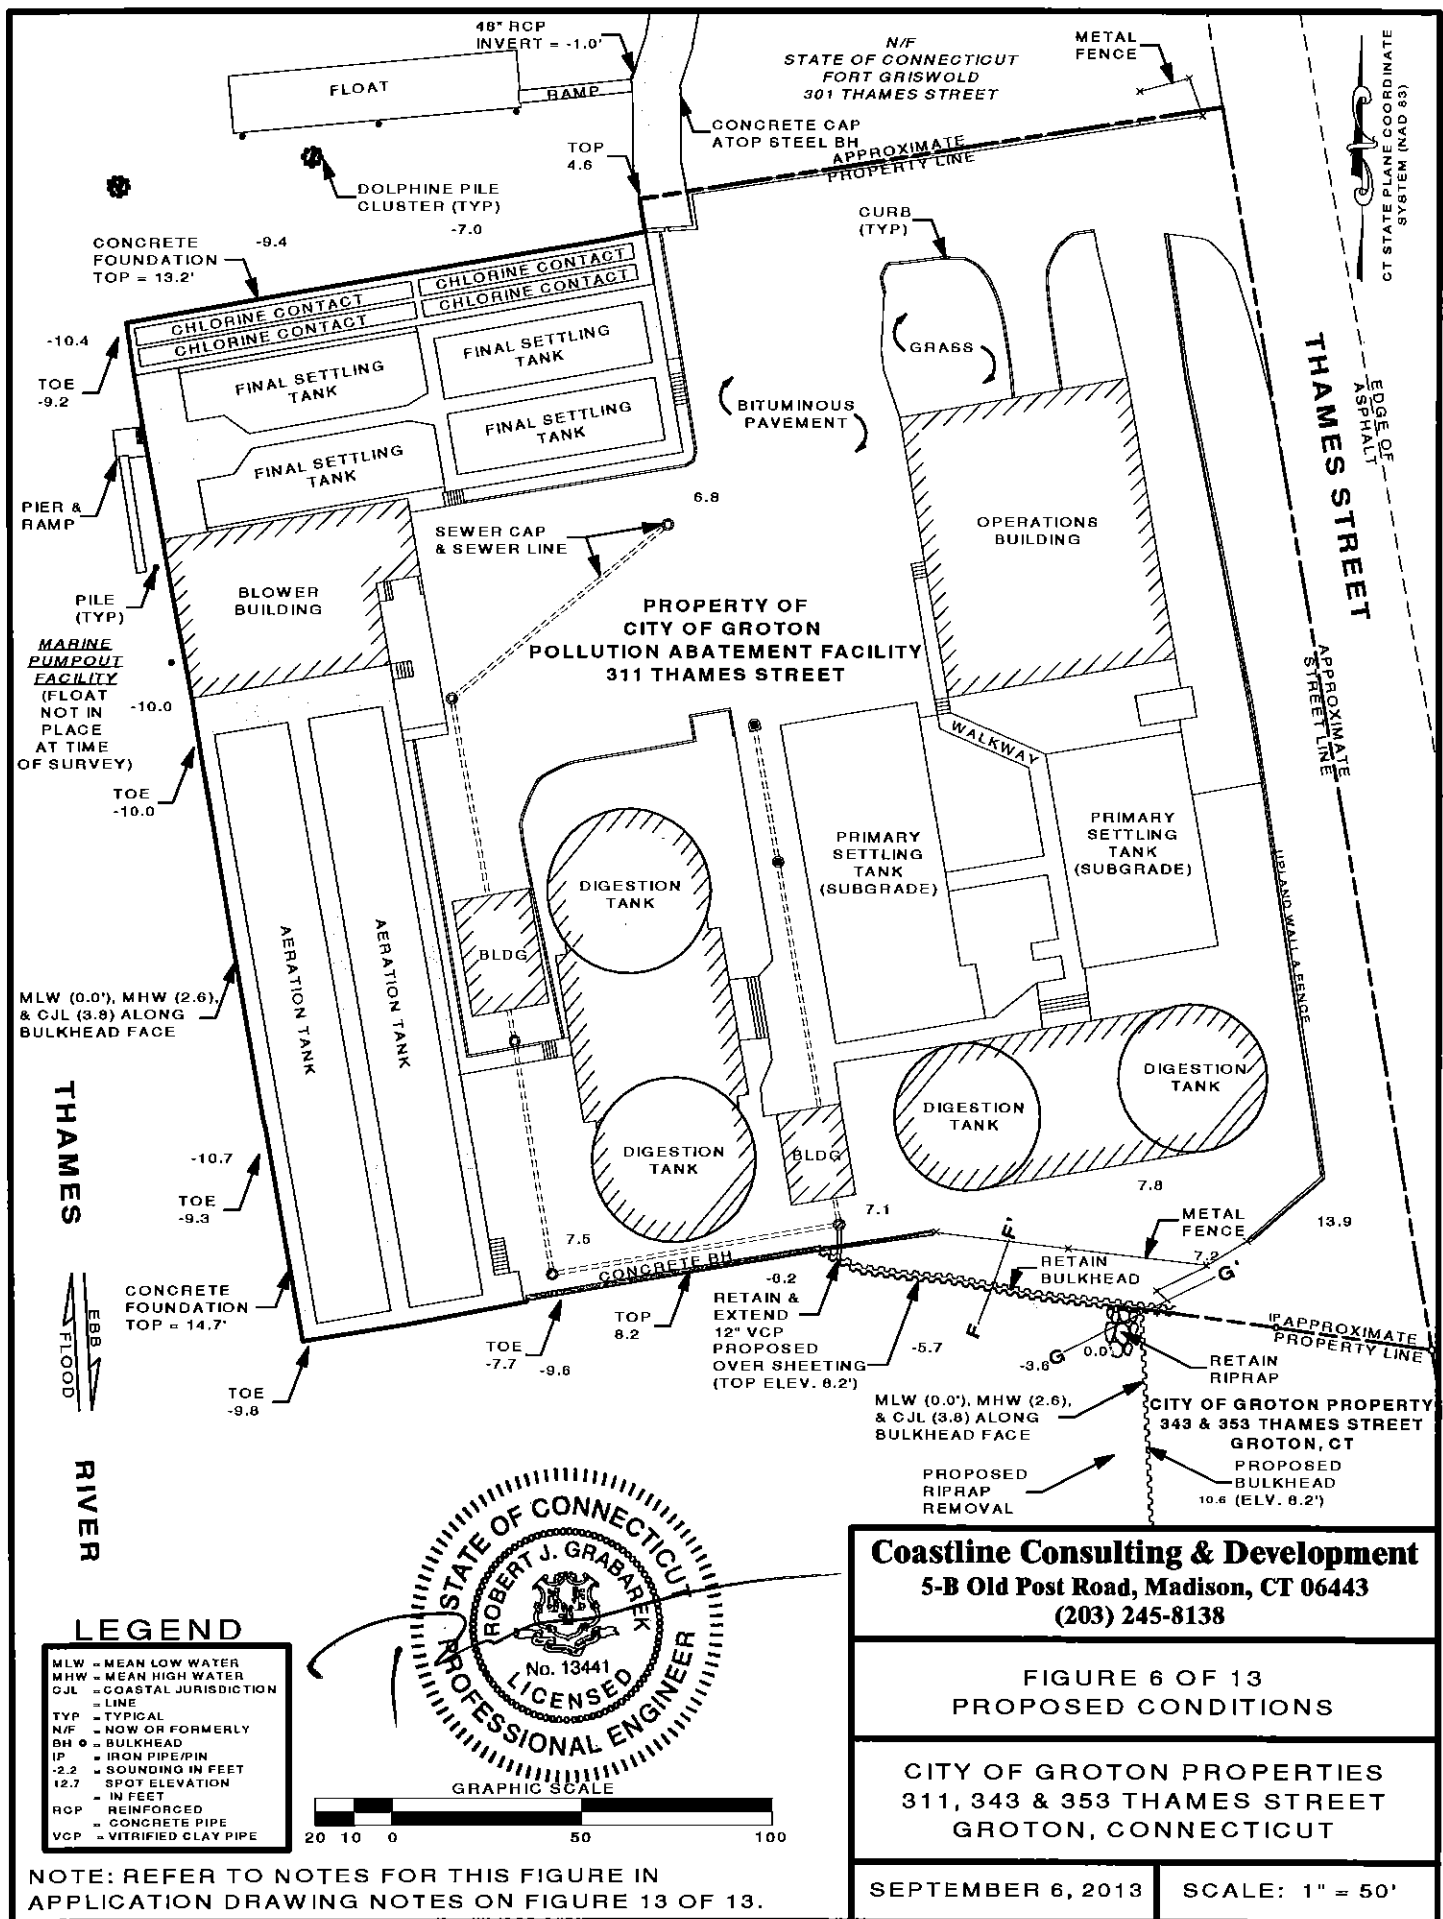 48" RCP
INVERT = -1.0'
N/F
STATE OF CONNECTICUT
FORT GRISWOLD
301 THAMES STREET
METAL
FENCE
CT STATE PLANE COORDINATE
SYSTEM (NAD 83)
FLOAT
RAMP
CONCRETE CAP
ATOP STEEL BH
APPROXIMATE
PROPERTY LINE
TOP
4.6
DOLPHINE PILE
CLUSTER (TYP)
-7.0
CONCRETE
FOUNDATION
TOP = 13.2'
-9.4
CURB
(TYP)
CHLORINE CONTACT
CHLORINE CONTACT
CHLORINE CONTACT
CHLORINE CONTACT
-10.4
TOE
-9.2
FINAL SETTLING
TANK
FINAL SETTLING
TANK
GRASS
BITUMINOUS
PAVEMENT
FINAL SETTLING
TANK
FINAL SETTLING
TANK
THAMES STREET
EDGE OF
ASPHALT
PIER &
RAMP
6.8
SEWER CAP
& SEWER LINE
OPERATIONS
BUILDING
BLOWER
BUILDING
PILE
(TYP)
PROPERTY OF
CITY OF GROTON
POLLUTION ABATEMENT FACILITY
311 THAMES STREET
MARINE
PUMPOUT
FACILITY
(FLOAT
NOT IN
PLACE
AT TIME
OF SURVEY)
-10.0
TOE
-10.0
APPROXIMATE
STREET LINE
WALKWAY
PRIMARY
SETTLING
TANK
(SUBGRADE)
PRIMARY
SETTLING
TANK
(SUBGRADE)
UPLAND WALL & FENCE
DIGESTION
TANK
AERATION TANK
AERATION TANK
BLDG
MLW (0.0'), MHW (2.6),
& CJL (3.8) ALONG
BULKHEAD FACE
DIGESTION
TANK
DIGESTION
TANK
DIGESTION
TANK
BLDG
THAMES
RIVER
-10.7
TOE
-9.3
7.8
7.1
7.5
METAL
FENCE
13.9
7.2
F'
G'
CONCRETE BH
RETAIN
BULKHEAD
EBB
FLOOD
CONCRETE
FOUNDATION
TOP = 14.7'
-0.2
RETAIN &
EXTEND
12" VCP
PROPOSED
OVER SHEETING
(TOP ELEV. 8.2')
TOP
8.2
TOE
-7.7
-9.6
F
-5.7
-3.6
G
0.0
IP
APPROXIMATE
PROPERTY LINE
RETAIN
RIPRAP
TOE
-9.8
MLW (0.0'), MHW (2.6),
& CJL (3.8) ALONG
BULKHEAD FACE
CITY OF GROTON PROPERTY
343 & 353 THAMES STREET
GROTON, CT
PROPOSED
RIPRAP
REMOVAL
PROPOSED
BULKHEAD
(ELV. 8.2')
10.6
STATE OF CONNECTICUT
ROBERT J. GRABAREK
No. 13441
LICENSED
PROFESSIONAL ENGINEER
Coastline Consulting & Development
5-B Old Post Road, Madison, CT 06443
(203) 245-8138
FIGURE 6 OF 13
PROPOSED CONDITIONS
CITY OF GROTON PROPERTIES
311, 343 & 353 THAMES STREET
GROTON, CONNECTICUT
SEPTEMBER 6, 2013
SCALE: 1" = 50'
LEGEND
MLW = MEAN LOW WATER
MHW = MEAN HIGH WATER
CJL = COASTAL JURISDICTION
= LINE
TYP = TYPICAL
N/F = NOW OR FORMERLY
BH = BULKHEAD
IP = IRON PIPE/PIN
-2.2 = SOUNDING IN FEET
12.7 SPOT ELEVATION
= IN FEET
RCP REINFORCED
= CONCRETE PIPE
VCP = VITRIFIED CLAY PIPE
GRAPHIC SCALE
20 10 0 50 100
NOTE: REFER TO NOTES FOR THIS FIGURE IN
APPLICATION DRAWING NOTES ON FIGURE 13 OF 13.